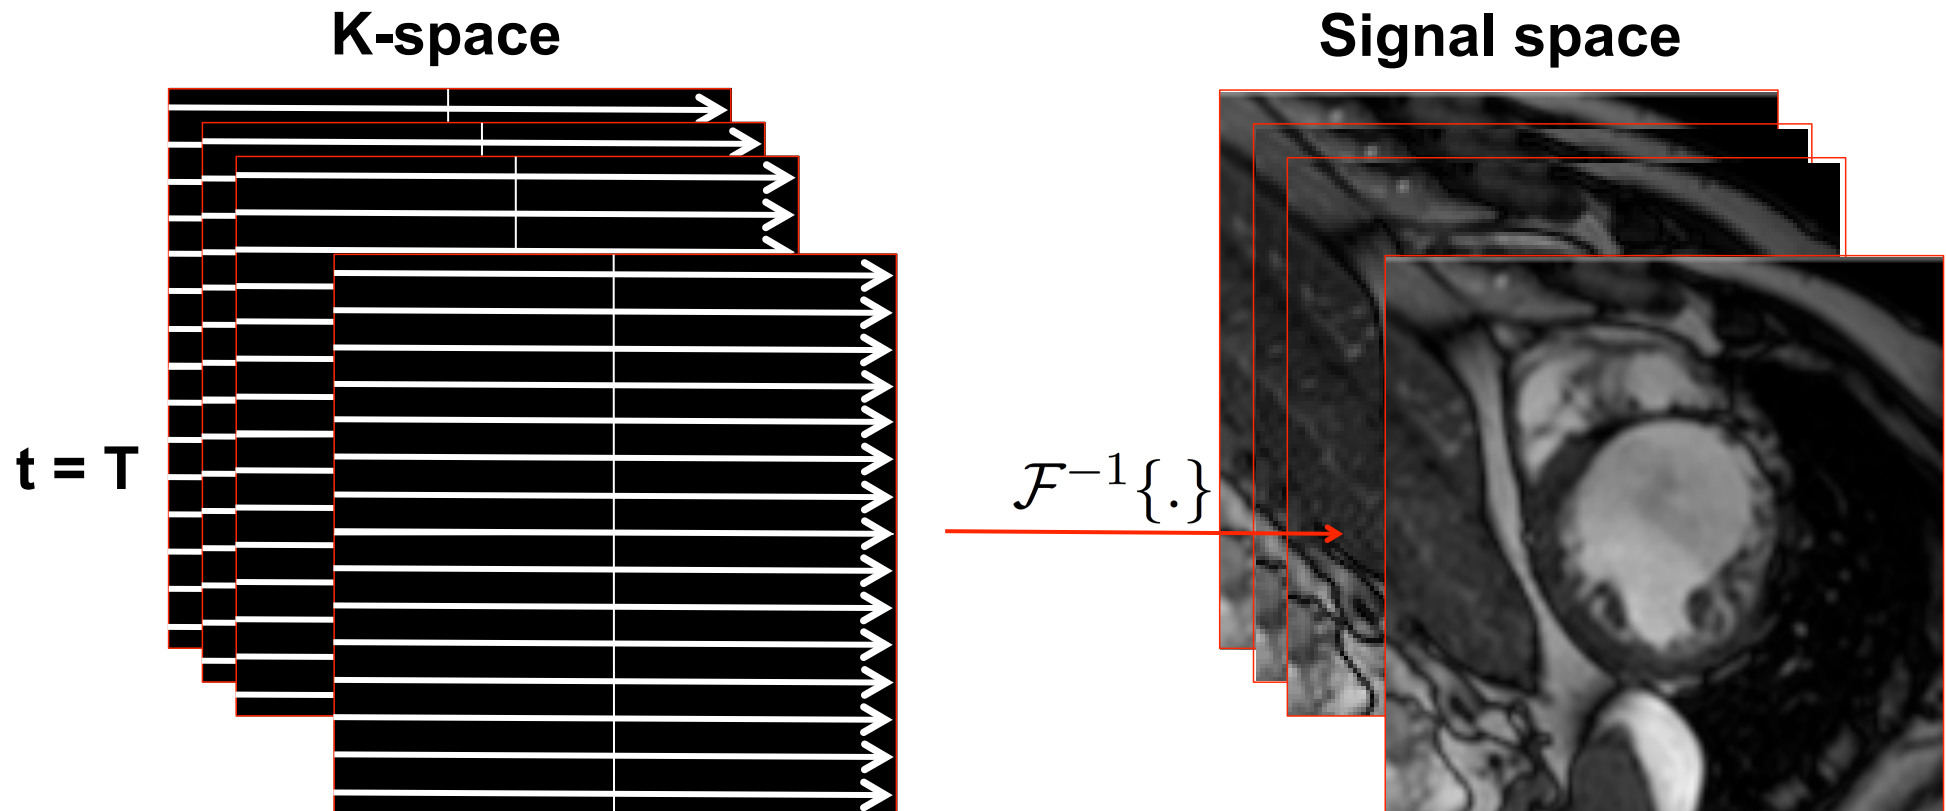 K-space
Signal space
t = T
ℱ⁻¹{.}